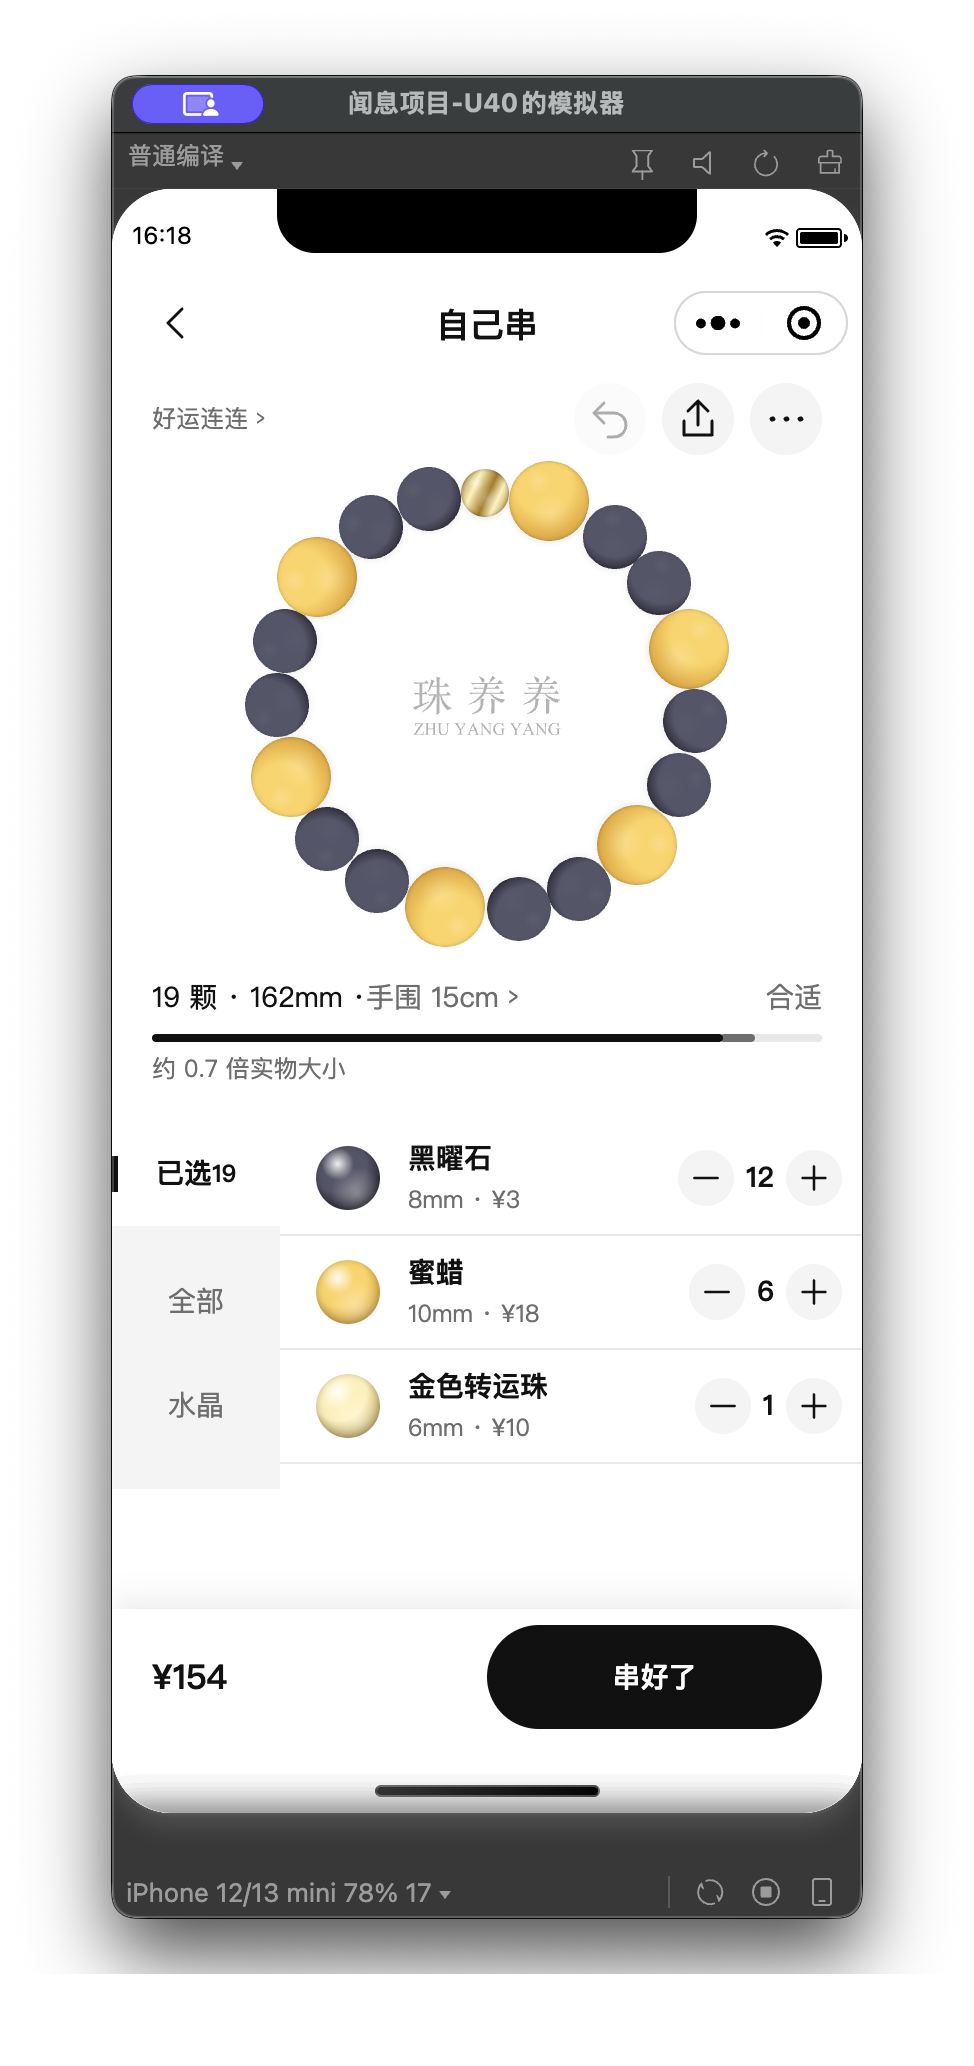 闻息项目-U40的模拟器
普通编译
16:18
自己串
好运连连 >
珠养养
ZHU YANG YANG
19 颗 · 162mm ·手围 15cm >
合适
约 0.7 倍实物大小
已选19
黑曜石
8mm · ¥3
12
全部
蜜蜡
10mm · ¥18
6
水晶
金色转运珠
6mm · ¥10
1
¥154
串好了
iPhone 12/13 mini 78% 17